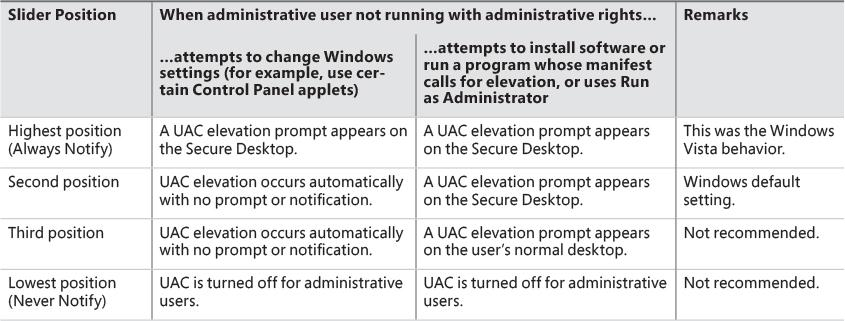 Slider Position
When administrative user not running with administrative rights…
Remarks
…attempts to change Windows
settings (for example, use cer-
tain Control Panel applets)
…attempts to install software or
run a program whose manifest
calls for elevation, or uses Run
as Administrator
Highest position
(Always Notify)
A UAC elevation prompt appears on
the Secure Desktop.
A UAC elevation prompt appears
on the Secure Desktop.
This was the Windows
Vista behavior.
Second position
UAC elevation occurs automatically
with no prompt or notification.
A UAC elevation prompt appears
on the Secure Desktop.
Windows default
setting.
Third position
UAC elevation occurs automatically
with no prompt or notification.
A UAC elevation prompt appears
on the user’s normal desktop.
Not recommended.
Lowest position
(Never Notify)
UAC is turned off for administrative
users.
UAC is turned off for administrative
users.
Not recommended.